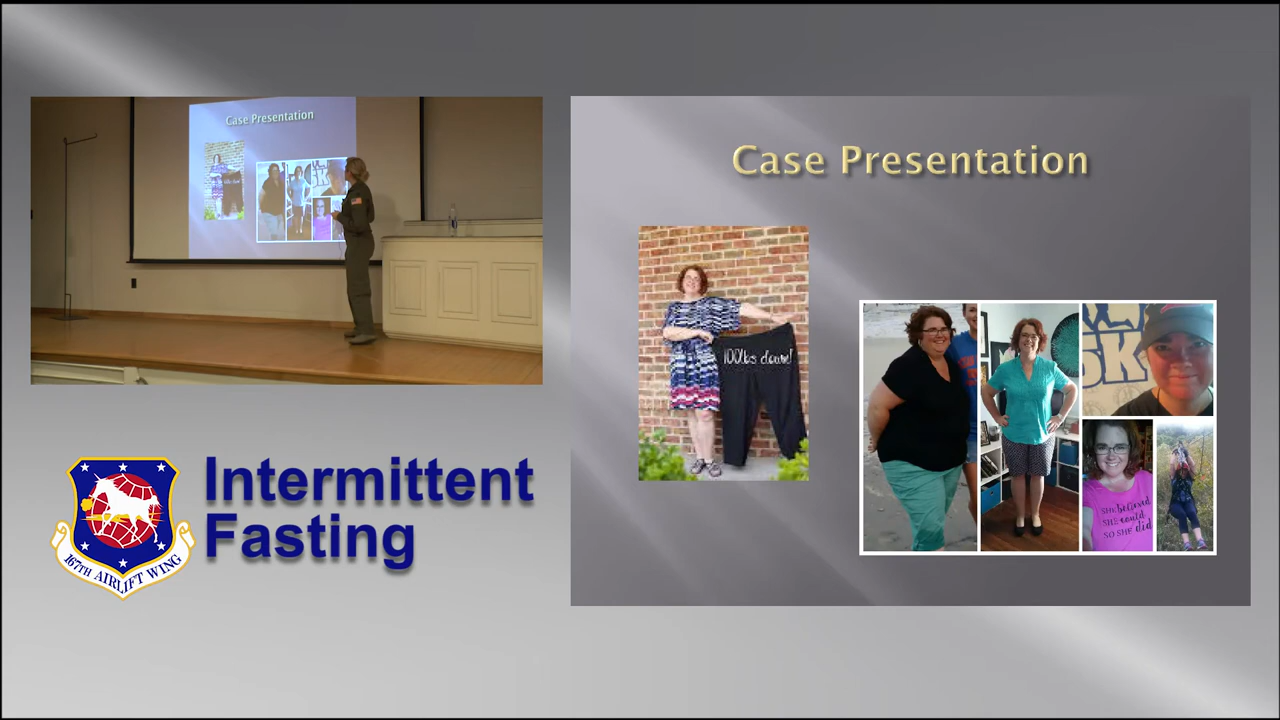 Case Presentation
Case Presentation
100lbs down!
SHE believed
SHE could
SO SHE did
Intermittent
Fasting
167TH AIRLIFT WING